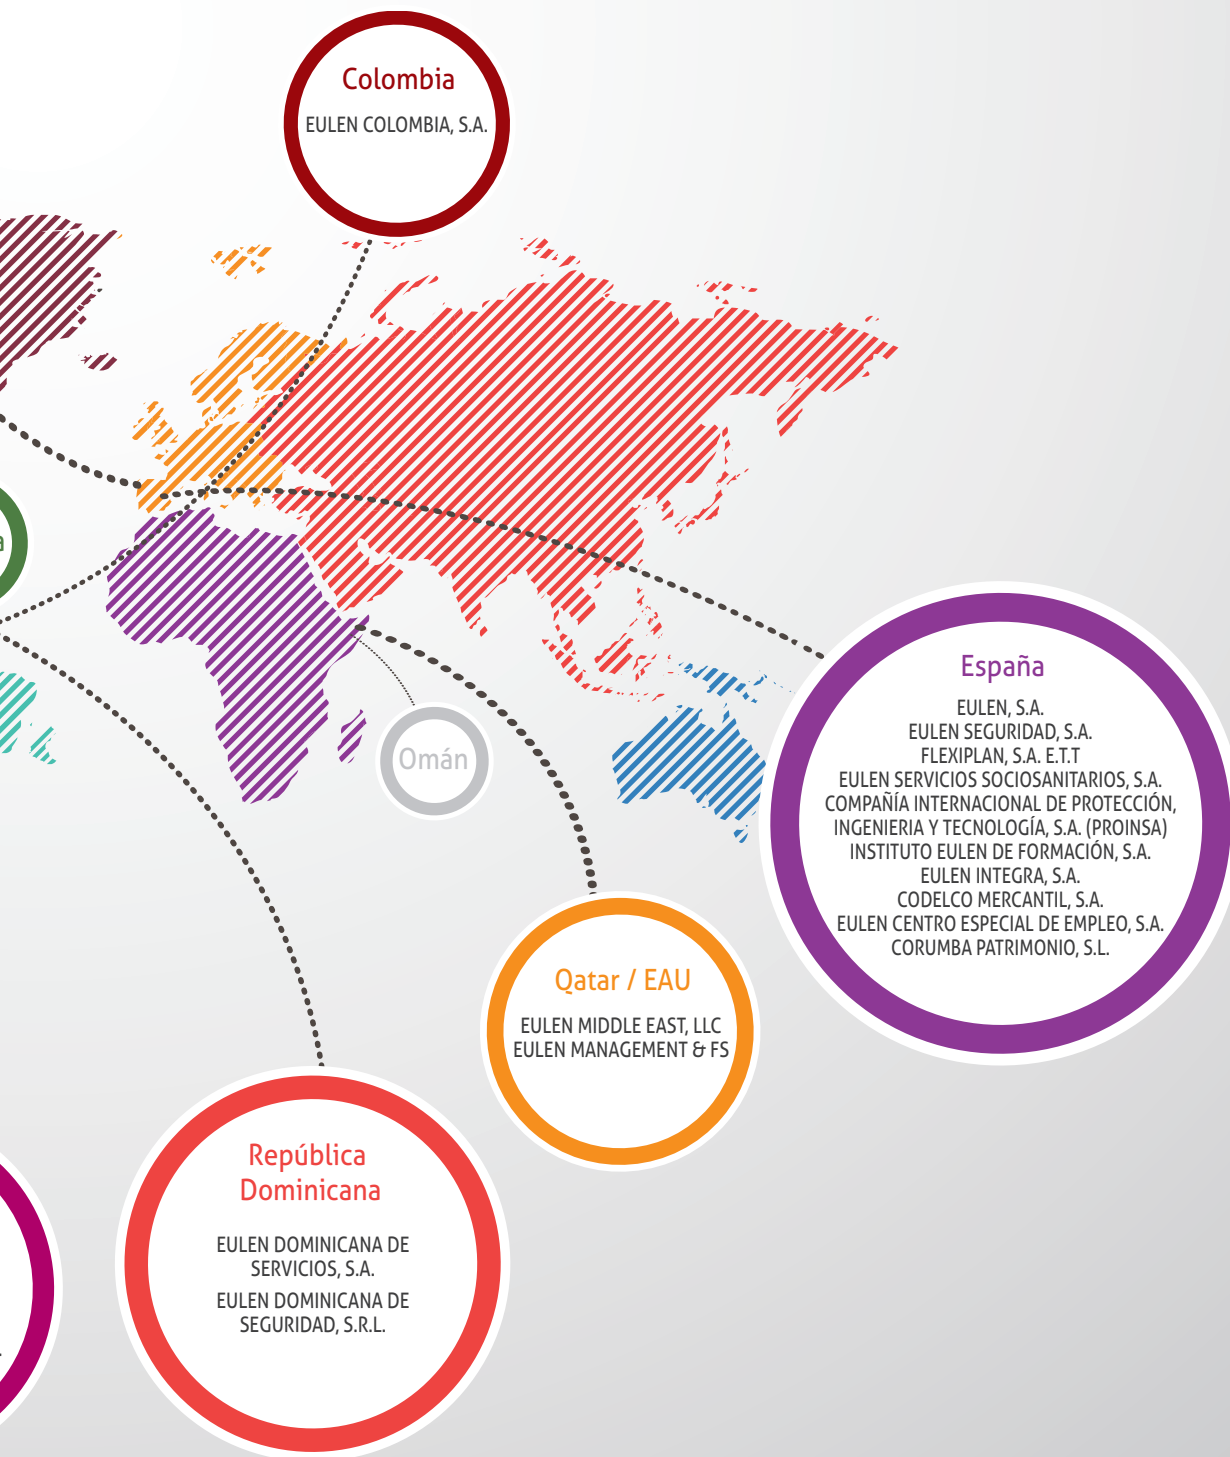 Colombia
EULEN COLOMBIA, S.A.
España
EULEN, S.A.
EULEN SEGURIDAD, S.A.
FLEXIPLAN, S.A. E.T.T
EULEN SERVICIOS SOCIOSANITARIOS, S.A.
COMPAÑÍA INTERNACIONAL DE PROTECCIÓN,
INGENIERIA Y TECNOLOGÍA, S.A. (PROINSA)
INSTITUTO EULEN DE FORMACIÓN, S.A.
EULEN INTEGRA, S.A.
CODELCO MERCANTIL, S.A.
EULEN CENTRO ESPECIAL DE EMPLEO, S.A.
CORUMBA PATRIMONIO, S.L.
Omán
Qatar / EAU
EULEN MIDDLE EAST, LLC
EULEN MANAGEMENT & FS
República
Dominicana
EULEN DOMINICANA DE
SERVICIOS, S.A.
EULEN DOMINICANA DE
SEGURIDAD, S.R.L.